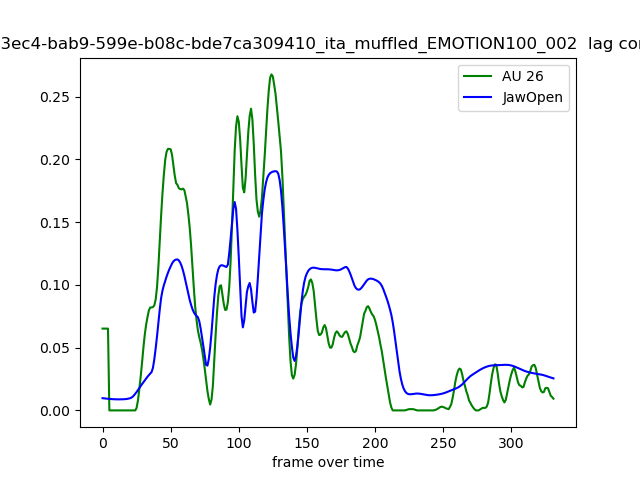 3ec4-bab9-599e-b08c-bde7ca309410_ita_muffled_EMOTION100_002 lag
AU 26
JawOpen
0.25
0.20
0.15
0.10
0.05
0.00
0 50 100 150 200 250 300
frame over time